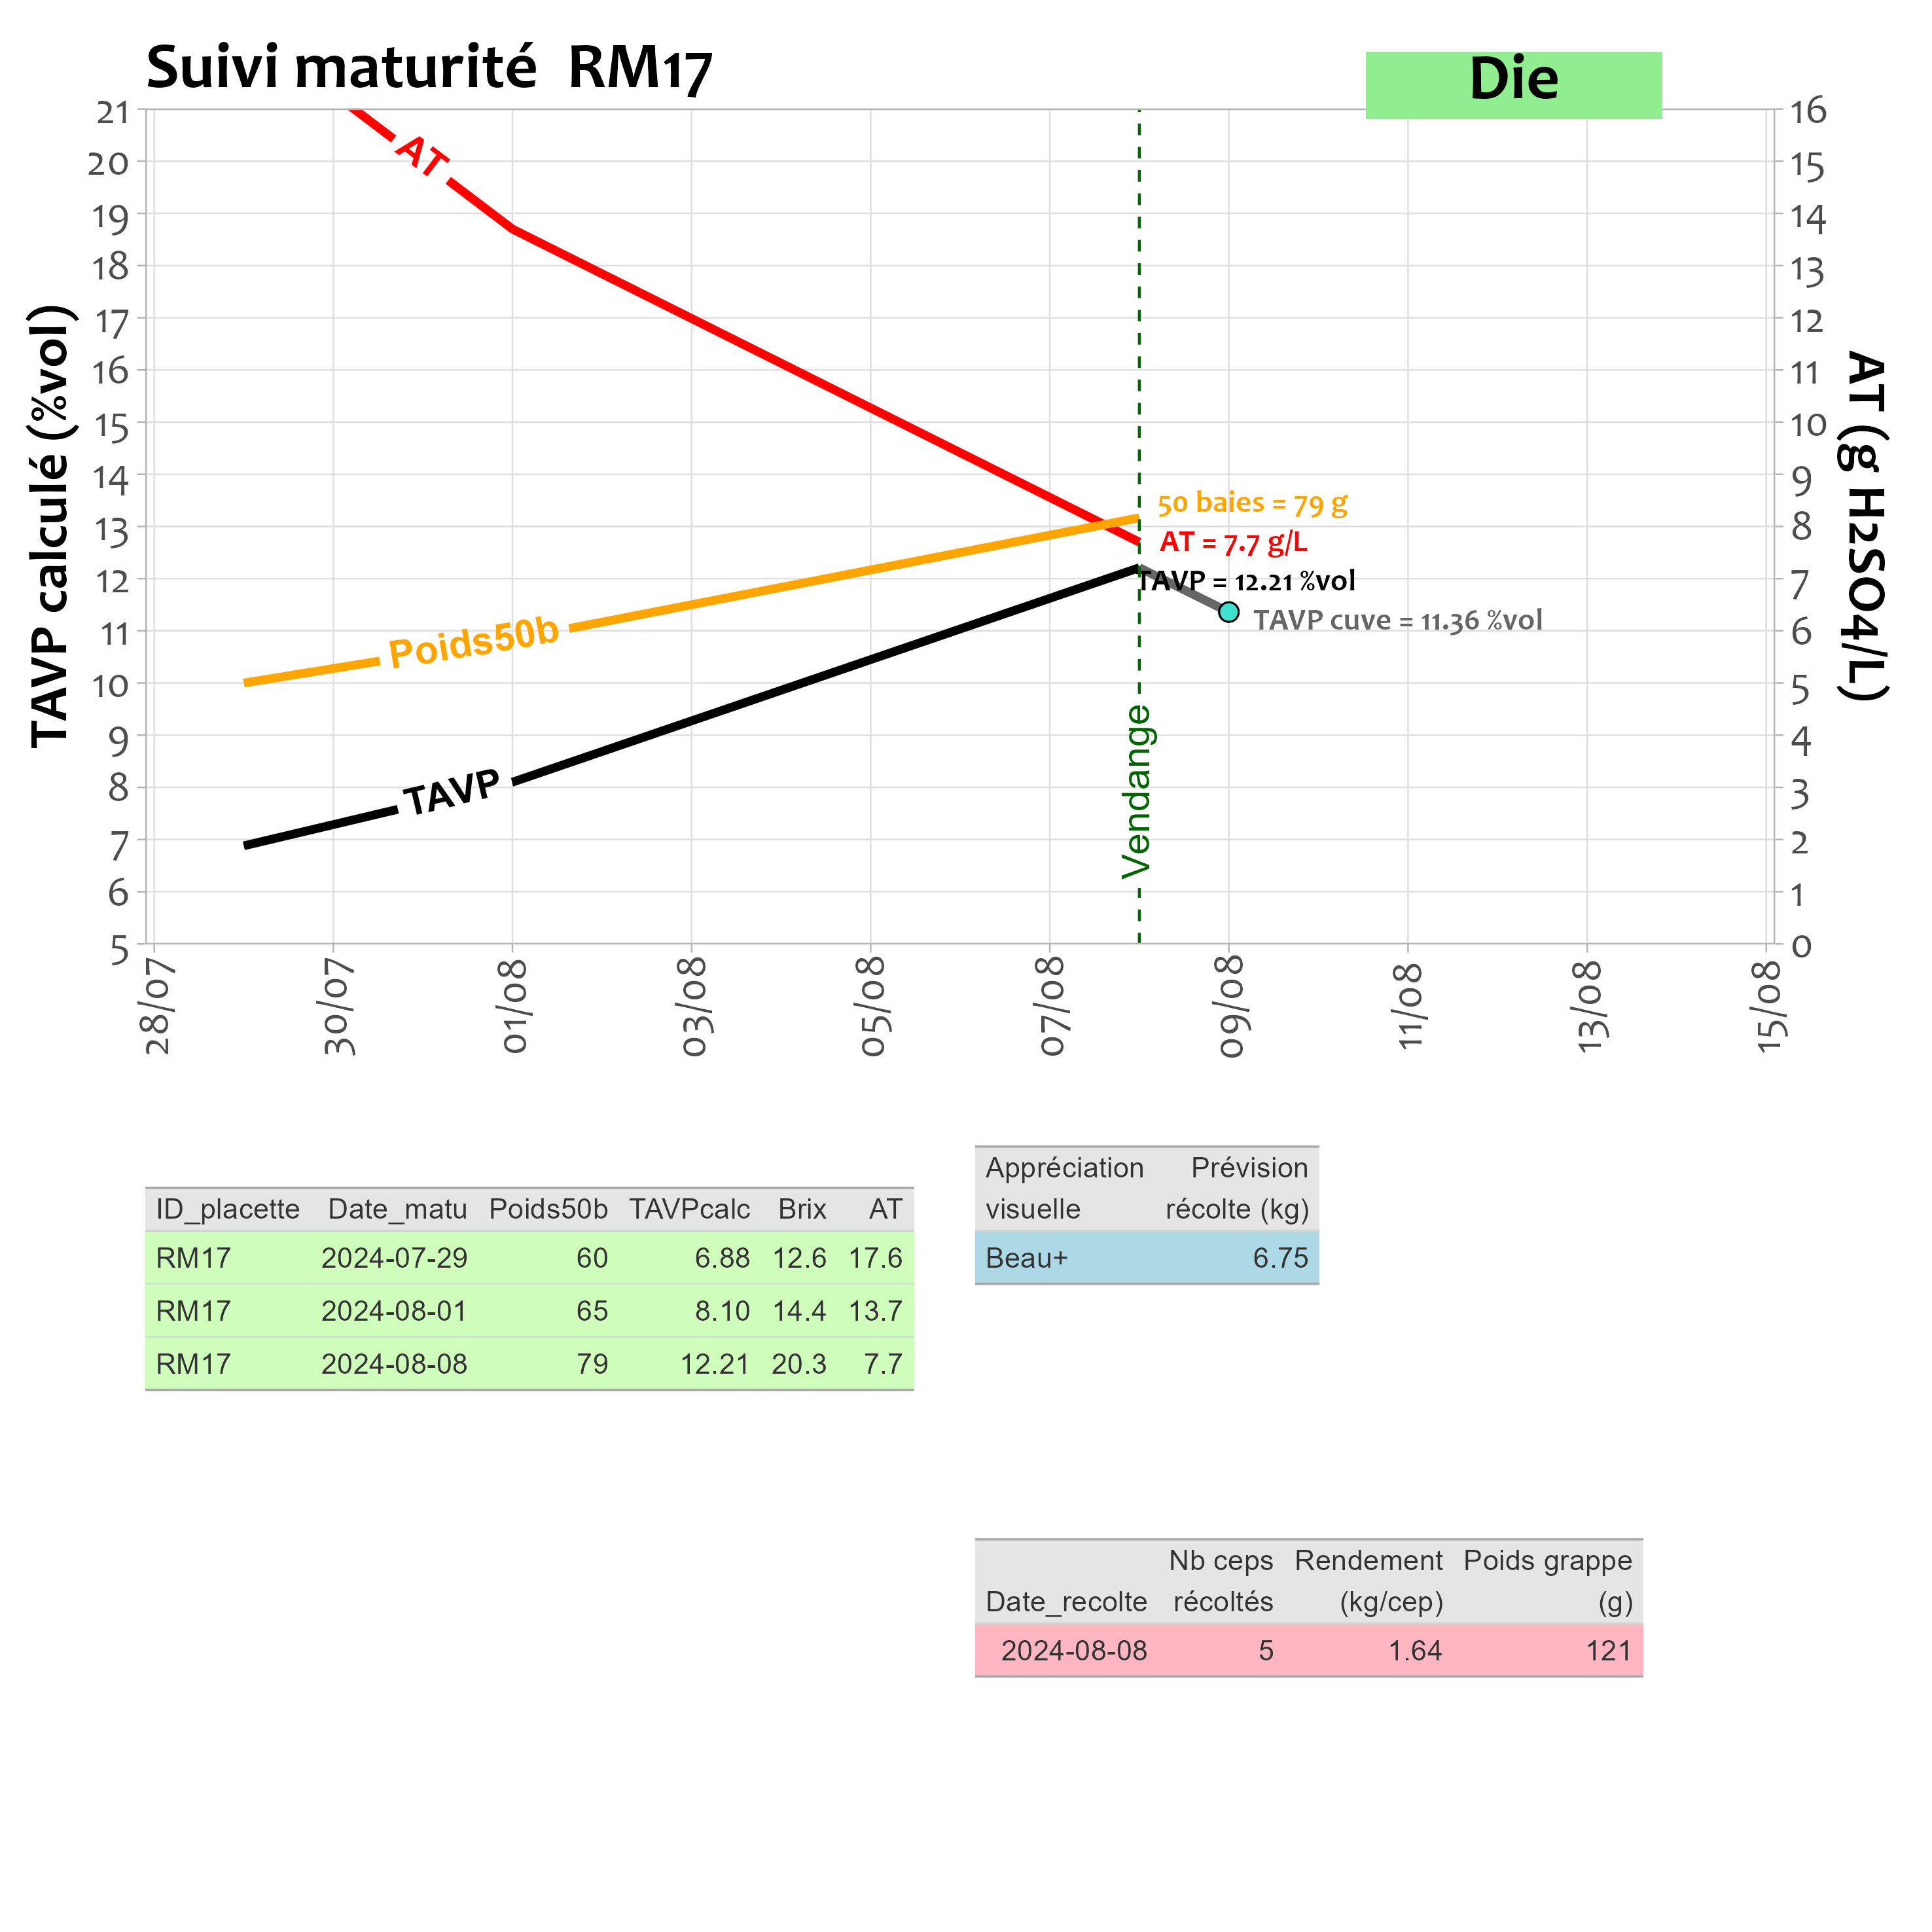 Suivi maturité  RM17
Die
TAVP calculé (%vol)
21
20
19
18
17
16
15
14
13
12
11
10
9
8
7
6
5
AT
Poids50b
TAVP
50 baies = 79 g
AT = 7.7 g/L
TAVP = 12.21 %vol
TAVP cuve = 11.36 %vol
Vendange
16
15
14
13
12
11
10
9
8
7
6
5
4
3
2
1
0
AT (g H2SO4/L)
28/07 30/07 01/08 03/08 05/08 07/08 09/08 11/08 13/08 15/08
ID_placette Date_matu Poids50b TAVPcalc Brix AT
RM17 2024-07-29 60 6.88 12.6 17.6
RM17 2024-08-01 65 8.10 14.4 13.7
RM17 2024-08-08 79 12.21 20.3 7.7
Appréciation Prévision
visuelle récolte (kg)
Beau+ 6.75
Nb ceps Rendement Poids grappe
Date_recolte récoltés (kg/cep) (g)
2024-08-08 5 1.64 121